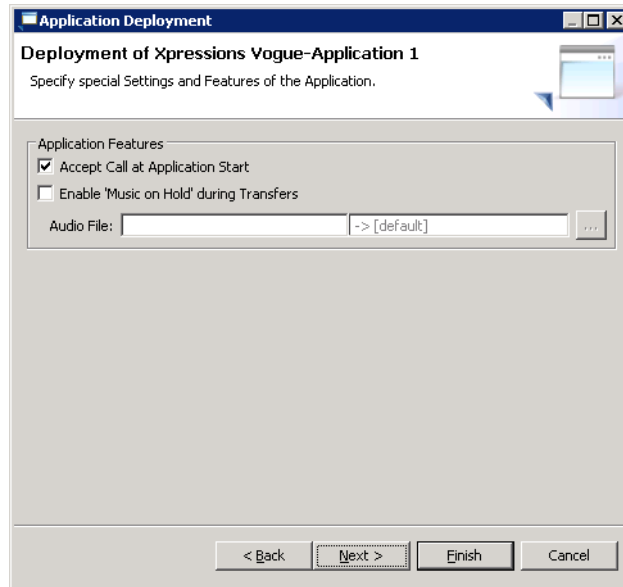 Application Deployment
Deployment of Xpressions Vogue-Application 1
Specify special Settings and Features of the Application.
Application Features
Accept Call at Application Start
Enable 'Music on Hold' during Transfers
Audio File: -> [default] ...
< Back Next > Finish Cancel